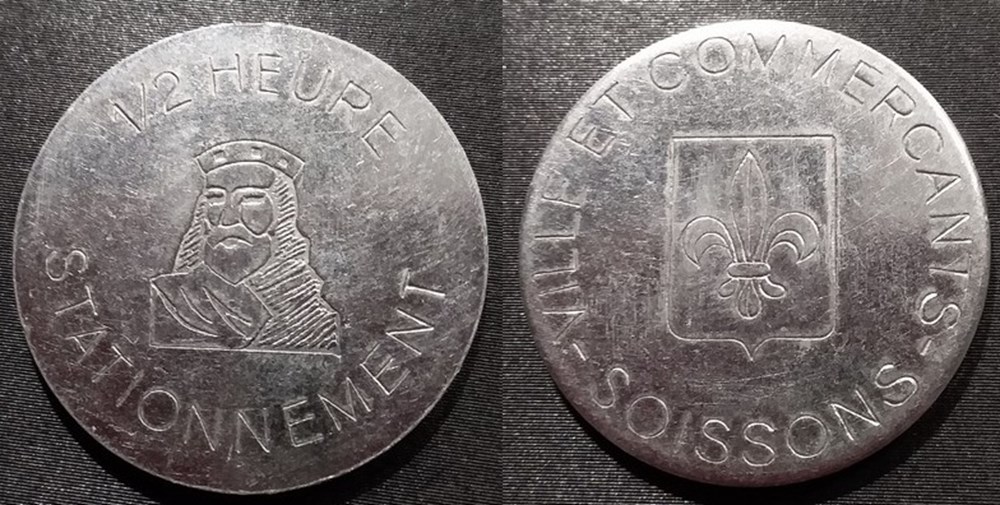 1/2 HEURE
STATIONNEMENT
VILLE ET COMMERCANTS
-SOISSONS-